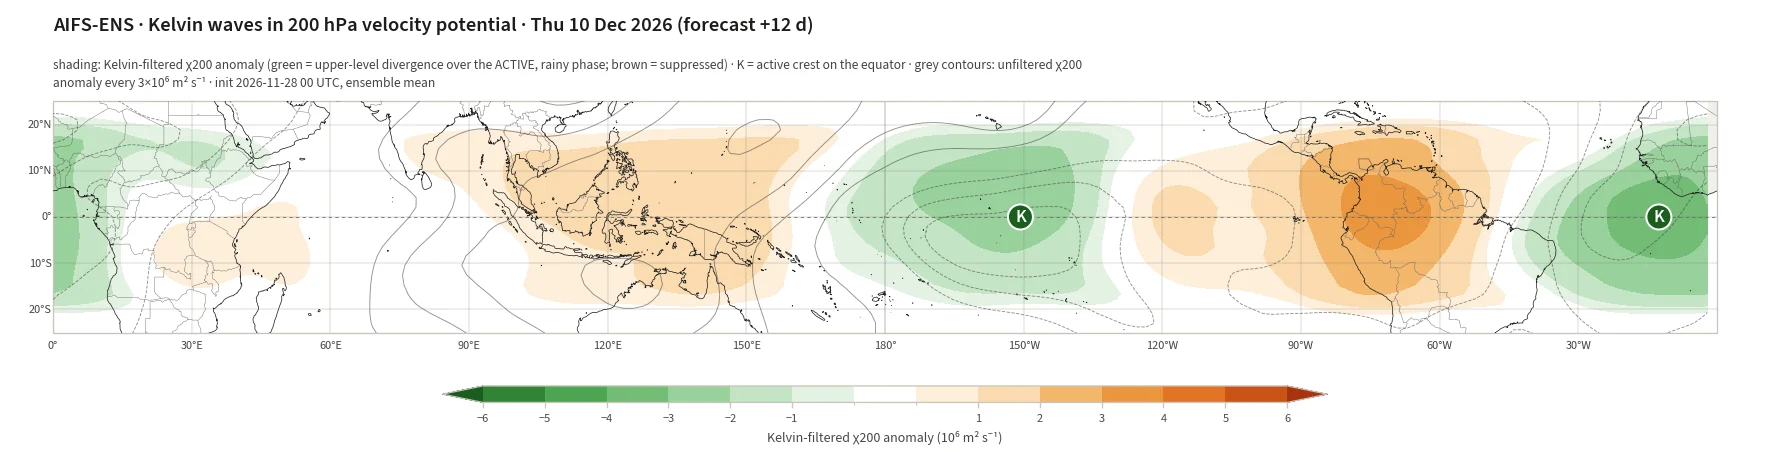 AIFS-ENS · Kelvin waves in 200 hPa velocity potential · Thu 10 Dec 2026 (forecast +12 d)
shading: Kelvin-filtered χ200 anomaly (green = upper-level divergence over the ACTIVE, rainy phase; brown = suppressed) · K = active crest on the equator · grey contours: unfiltered χ200
anomaly every 3×10⁶ m² s⁻¹ · init 2026-11-28 00 UTC, ensemble mean
20°N
10°N
0°
10°S
20°S
K
K
0° 30°E 60°E 90°E 120°E 150°E 180° 150°W 120°W 90°W 60°W 30°W
−6 −5 −4 −3 −2 −1 1 2 3 4 5 6
Kelvin-filtered χ200 anomaly (10⁶ m² s⁻¹)